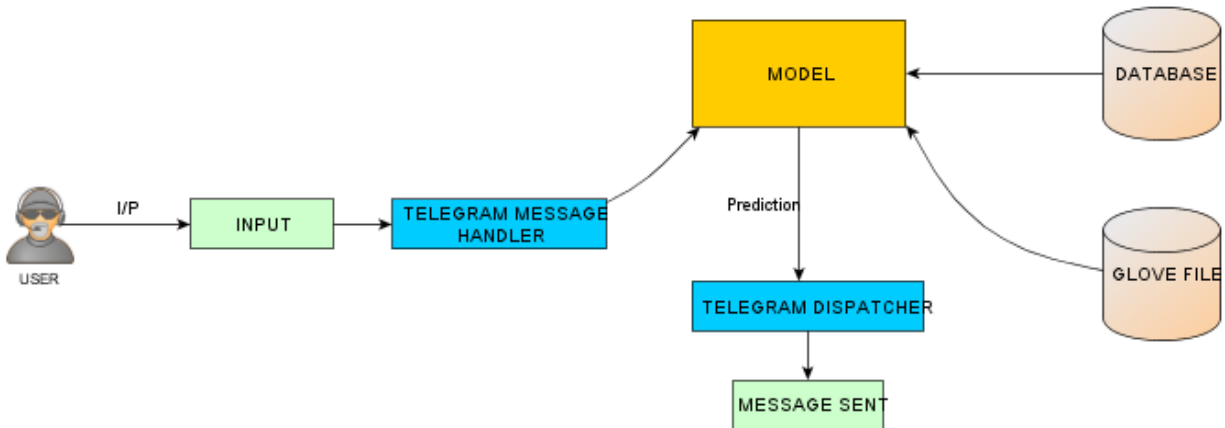 MODEL
DATABASE
I/P
INPUT
TELEGRAM MESSAGE
HANDLER
USER
Prediction
GLOVE FILE
TELEGRAM DISPATCHER
MESSAGE SENT